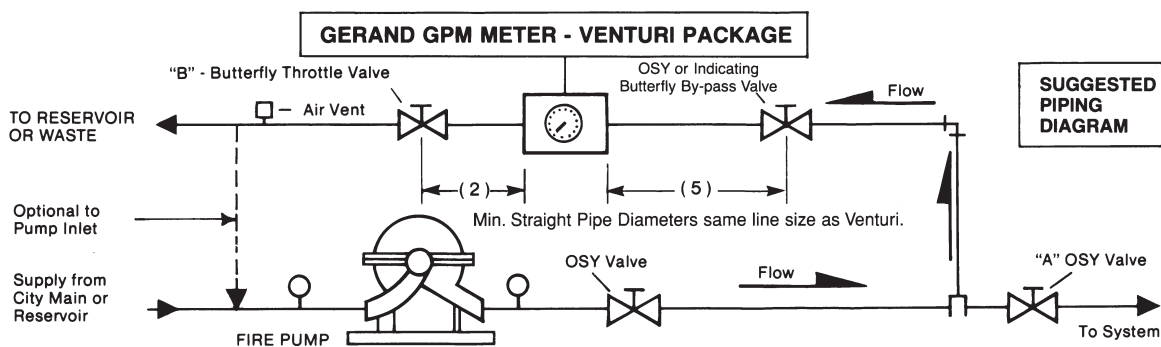 GERAND GPM METER - VENTURI PACKAGE
"B" - Butterfly Throttle Valve
OSY or Indicating
Butterfly By-pass Valve
Flow
SUGGESTED
PIPING
DIAGRAM
Air Vent
TO RESERVOIR
OR WASTE
( 2 )
( 5 )
Min. Straight Pipe Diameters same line size as Venturi.
Optional to
Pump Inlet
OSY Valve
Flow
"A" OSY Valve
Supply from
City Main or
Reservoir
FIRE PUMP
To System